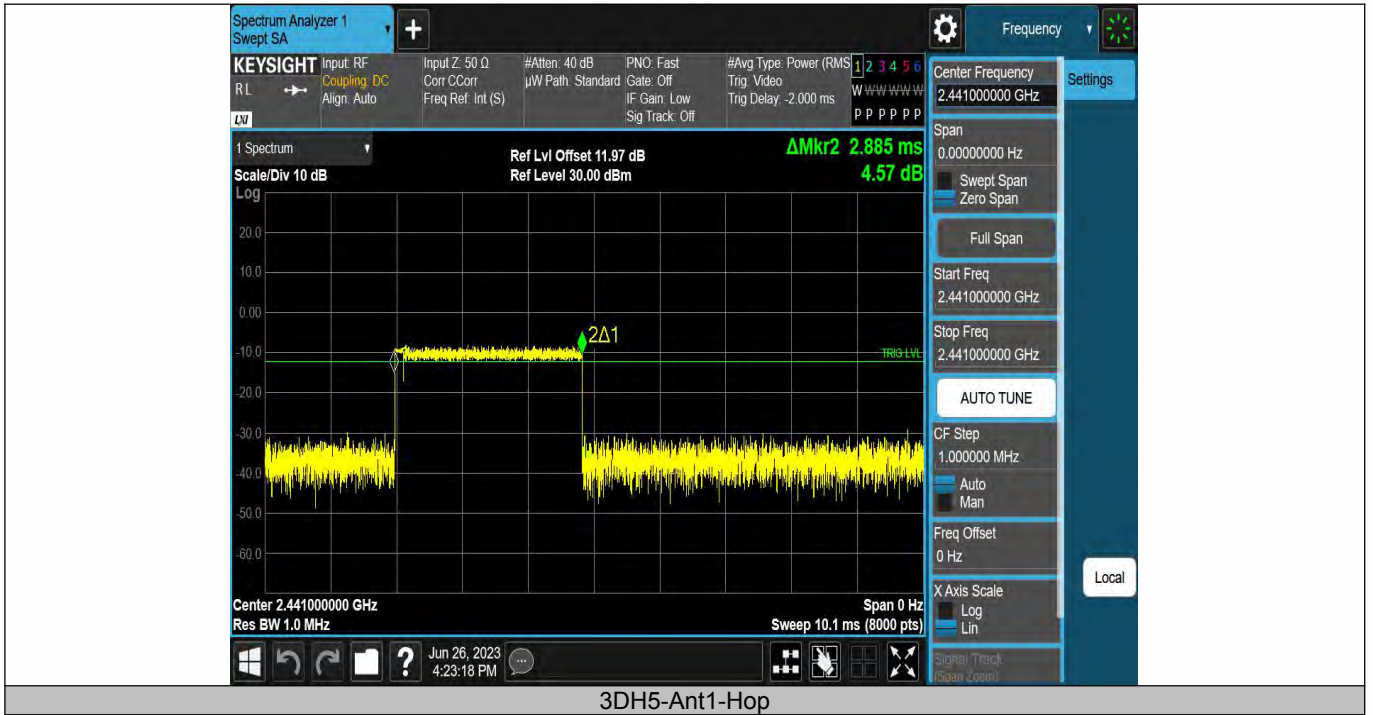 Spectrum Analyzer 1
Swept SA
Frequency
KEYSIGHT
RL
LXI
Input: RF
Coupling: DC
Align: Auto
Input Z: 50 Ω
Corr CCorr
Freq Ref: Int (S)
#Atten: 40 dB
µW Path: Standard
PNO: Fast
Gate: Off
IF Gain: Low
Sig Track: Off
#Avg Type: Power (RMS
Trig: Video
Trig Delay: -2.000 ms
1 2 3 4 5 6
W W W W W W
P P P P P P
1 Spectrum
Scale/Div 10 dB
Ref Lvl Offset 11.97 dB
Ref Level 30.00 dBm
ΔMkr2 2.885 ms
4.57 dB
Log
20.0
10.0
0.00
-10.0
-20.0
-30.0
-40.0
-50.0
-60.0
2Δ1
TRIG LVL
Center 2.441000000 GHz
Res BW 1.0 MHz
Span 0 Hz
Sweep 10.1 ms (8000 pts)
Jun 26, 2023
4:23:18 PM
Center Frequency
2.441000000 GHz
Settings
Span
0.00000000 Hz
Swept Span
Zero Span
Full Span
Start Freq
2.441000000 GHz
Stop Freq
2.441000000 GHz
AUTO TUNE
CF Step
1.000000 MHz
Auto
Man
Freq Offset
0 Hz
X Axis Scale
Log
Lin
Signal Track
(Span Zoom)
Local
3DH5-Ant1-Hop